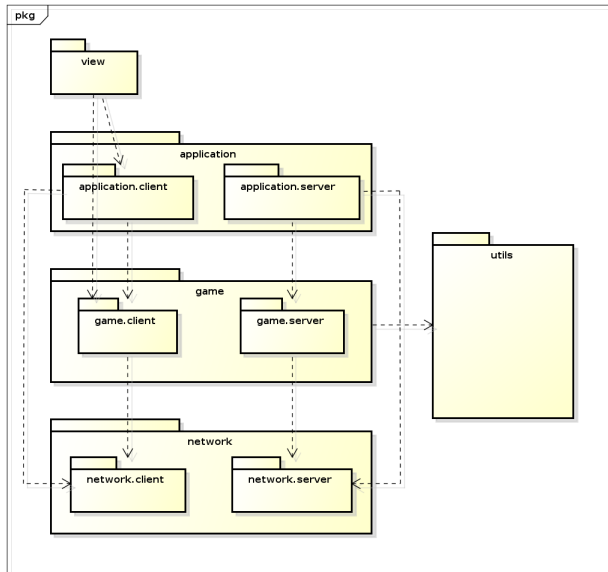 pkg
view
application
application.client
application.server
utils
game
game.client
game.server
network
network.client
network.server